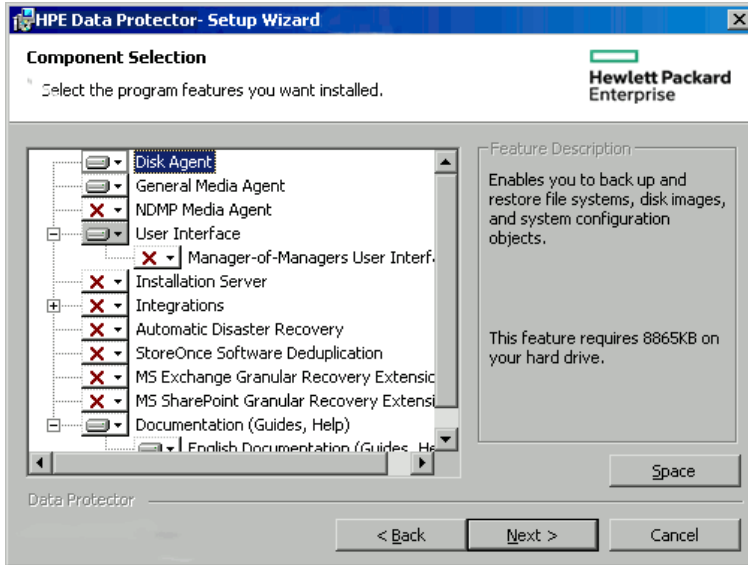 HPE Data Protector- Setup Wizard
Component Selection
Select the program features you want installed.
Hewlett Packard
Enterprise
Disk Agent
General Media Agent
NDMP Media Agent
User Interface
Manager-of-Managers User Interf
Installation Server
Integrations
Automatic Disaster Recovery
StoreOnce Software Deduplication
MS Exchange Granular Recovery Extensic
MS SharePoint Granular Recovery Extensi
Documentation (Guides, Help)
English Documentation (Guides, He
Feature Description
Enables you to back up and
restore file systems, disk images,
and system configuration
objects.
This feature requires 8865KB on
your hard drive.
Space
Data Protector
< Back
Next >
Cancel